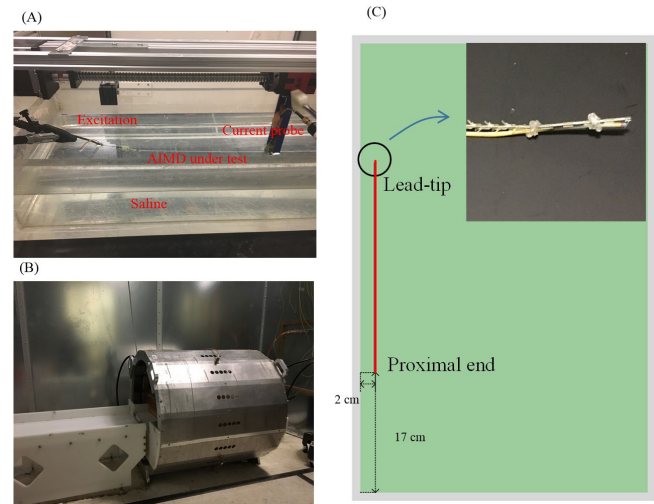 (A)
Excitation
Current probe
AIMD under test
Saline
(B)
(C)
Lead-tip
Proximal end
2 cm
17 cm